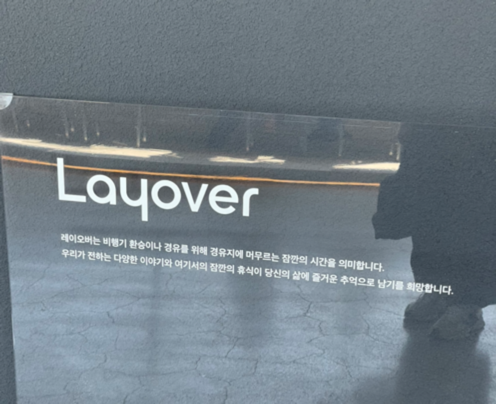 Layover
레이오버는 비행기 환승이나 경유를 위해 경유지에 머무르는 잠깐의 시간을 의미합니다.
우리가 전하는 다양한 이야기와 여기서의 잠깐의 휴식이 당신의 삶에 즐거운 추억으로 남기를 희망합니다.